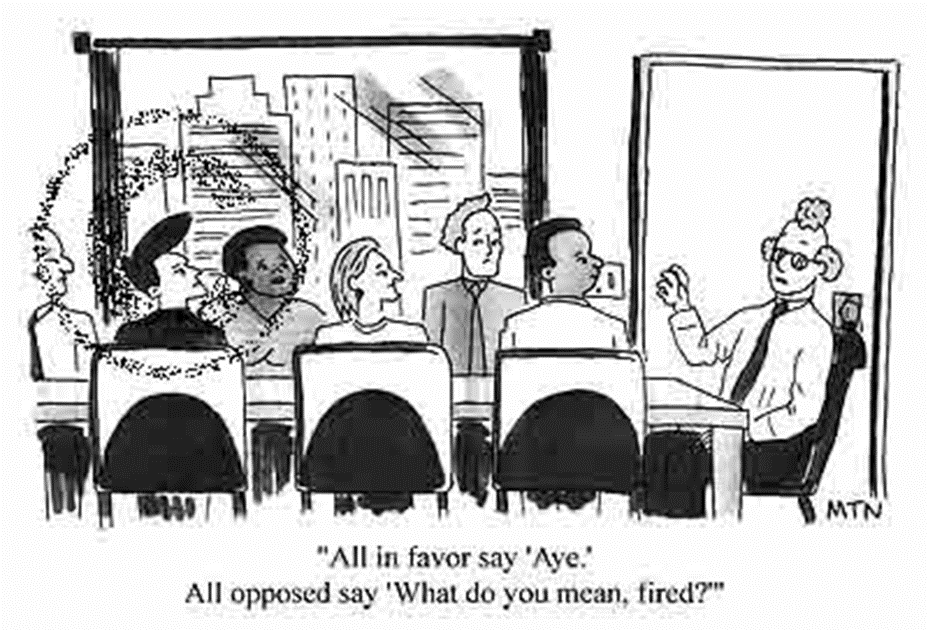 MTN
"All in favor say 'Aye.'
All opposed say 'What do you mean, fired?'"